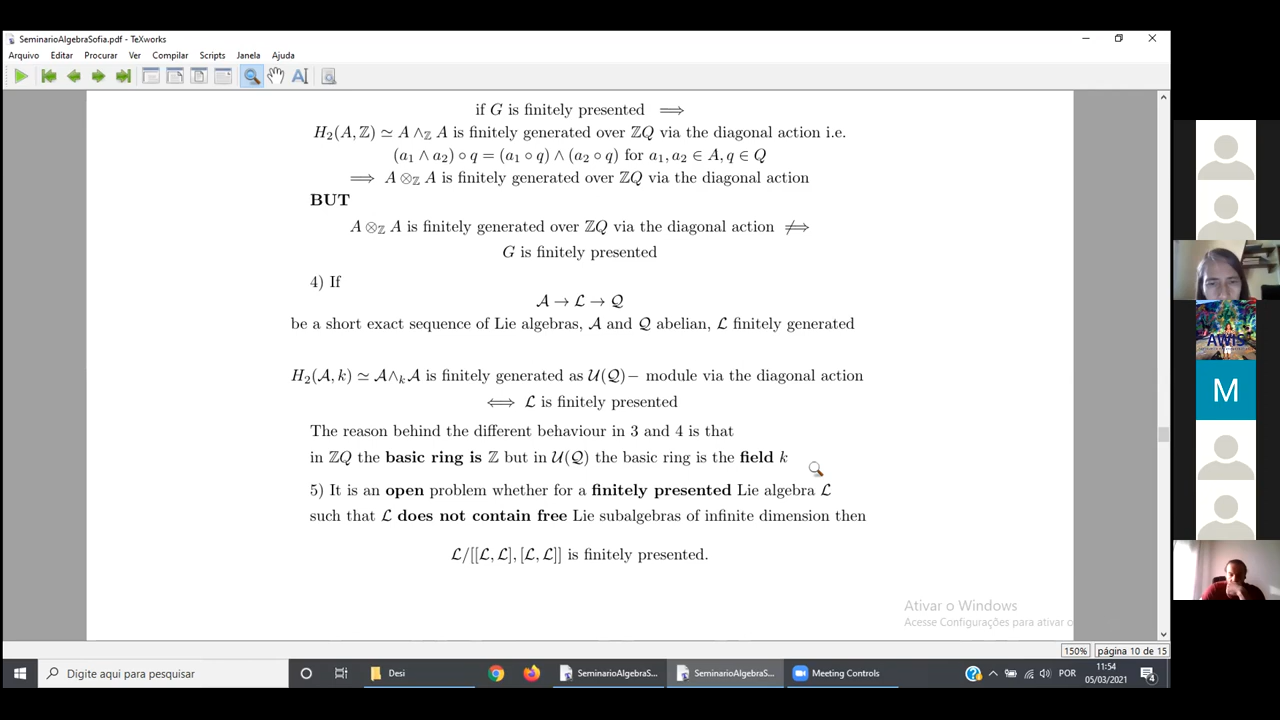 SeminarioAlgebraSofia.pdf - TeXworks
Arquivo Editar Procurar Ver Compilar Scripts Janela Ajuda
if G is finitely presented ⟹
H₂(A, ℤ) ≃ A ∧_ℤ A is finitely generated over ℤQ via the diagonal action i.e.
(a₁ ∧ a₂) ∘ q = (a₁ ∘ q) ∧ (a₂ ∘ q) for a₁, a₂ ∈ A, q ∈ Q
⟹ A ⊗_ℤ A is finitely generated over ℤQ via the diagonal action
BUT
A ⊗_ℤ A is finitely generated over ℤQ via the diagonal action ⇏
G is finitely presented
4) If
𝒜 → ℒ → 𝒬
be a short exact sequence of Lie algebras, 𝒜 and 𝒬 abelian, ℒ finitely generated
H₂(𝒜, k) ≃ 𝒜∧_k 𝒜 is finitely generated as 𝒰(𝒬)− module via the diagonal action
⟺ ℒ is finitely presented
The reason behind the different behaviour in 3 and 4 is that
in ℤQ the basic ring is ℤ but in 𝒰(𝒬) the basic ring is the field k
5) It is an open problem whether for a finitely presented Lie algebra ℒ
such that ℒ does not contain free Lie subalgebras of infinite dimension then
ℒ/[[ℒ, ℒ], [ℒ, ℒ]] is finitely presented.
Ativar o Windows
Acesse Configurações para ativar o
150% página 10 de 15
AWIS
M
Digite aqui para pesquisar
Desi
SeminarioAlgebraS...
SeminarioAlgebraS...
Meeting Controls
POR
11:54
05/03/2021
4